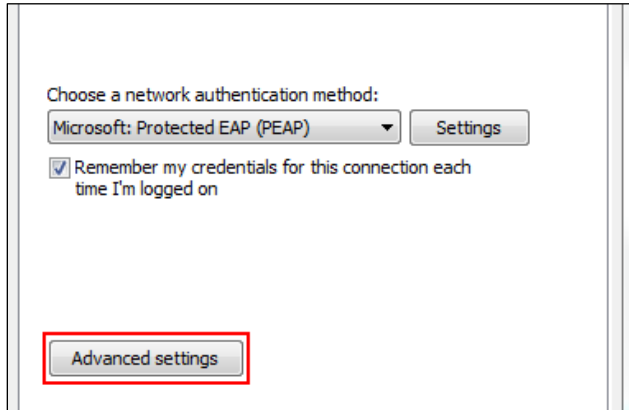 Choose a network authentication method:
Microsoft: Protected EAP (PEAP)    Settings
Remember my credentials for this connection each
time I'm logged on
Advanced settings